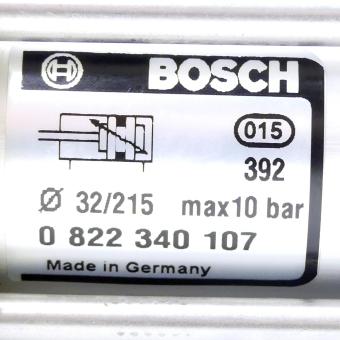 BOSCH
015
392
Ø 32/215 max10 bar
0 822 340 107
Made in Germany